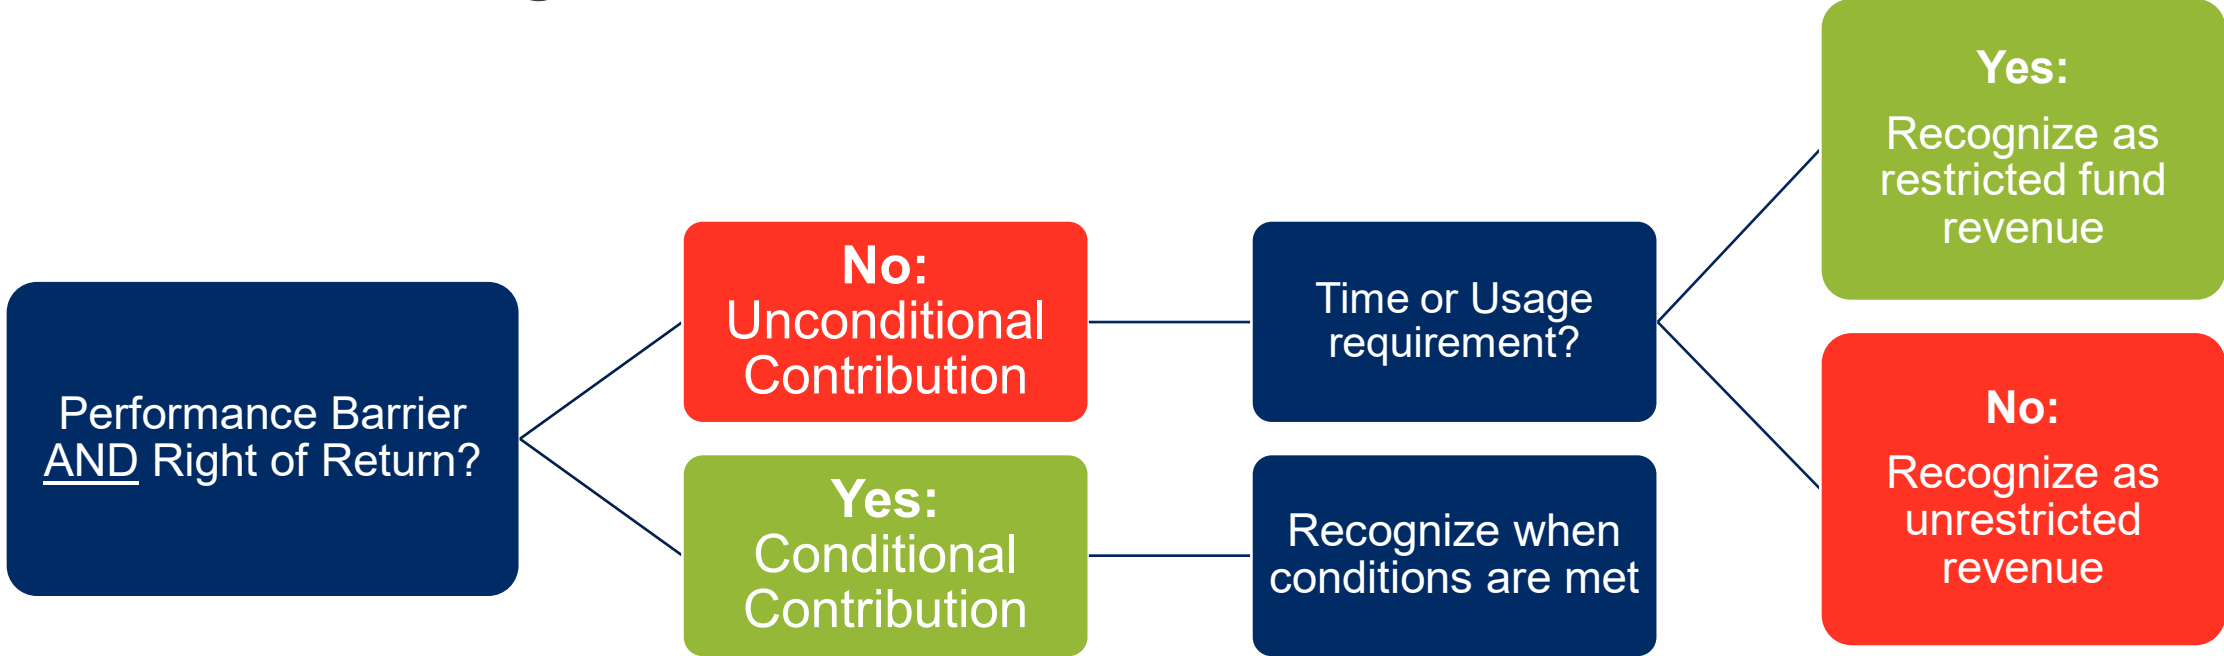 Performance Barrier
AND Right of Return?
No:
Unconditional
Contribution
Yes:
Conditional
Contribution
Time or Usage
requirement?
Recognize when
conditions are met
Yes:
Recognize as
restricted fund
revenue
No:
Recognize as
unrestricted
revenue